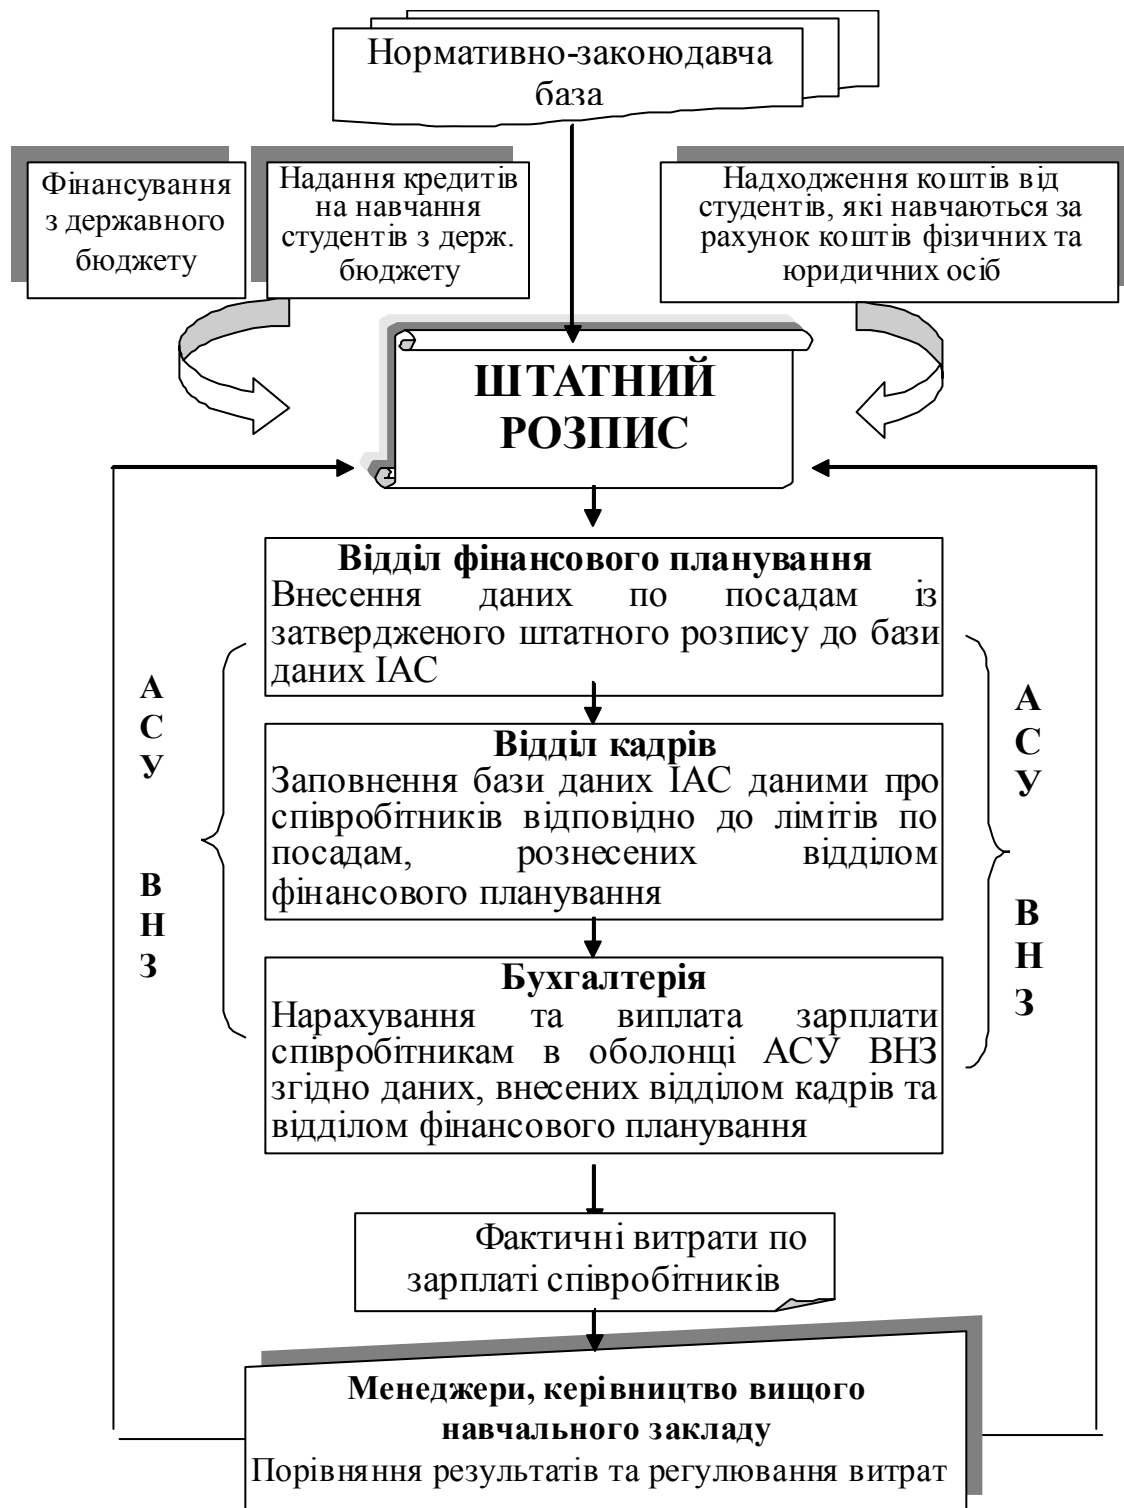 Нормативно-законодавча
база
Фінансування
з державного
бюджету
Надання кредитів
на навчання
студентів з держ.
бюджету
Надходження коштів від
студентів, які навчаються за
рахунок коштів фізичних та
юридичних осіб
ШТАТНИЙ
РОЗПИС
Відділ фінансового планування
Внесення даних по посадам із
затвердженого штатного розпису до бази
даних ІАС
Відділ кадрів
Заповнення бази даних ІАС даними про
співробітників відповідно до лімітів по
посадам, рознесених відділом
фінансового планування
Бухгалтерія
Нарахування та виплата зарплати
співробітникам в оболонці АСУ ВНЗ
згідно даних, внесених відділом кадрів та
відділом фінансового планування
А
С
У
В
Н
З
А
С
У
В
Н
З
Фактичні витрати по
зарплаті співробітників
Менеджери, керівництво вищого
навчального закладу
Порівняння результатів та регулювання витрат